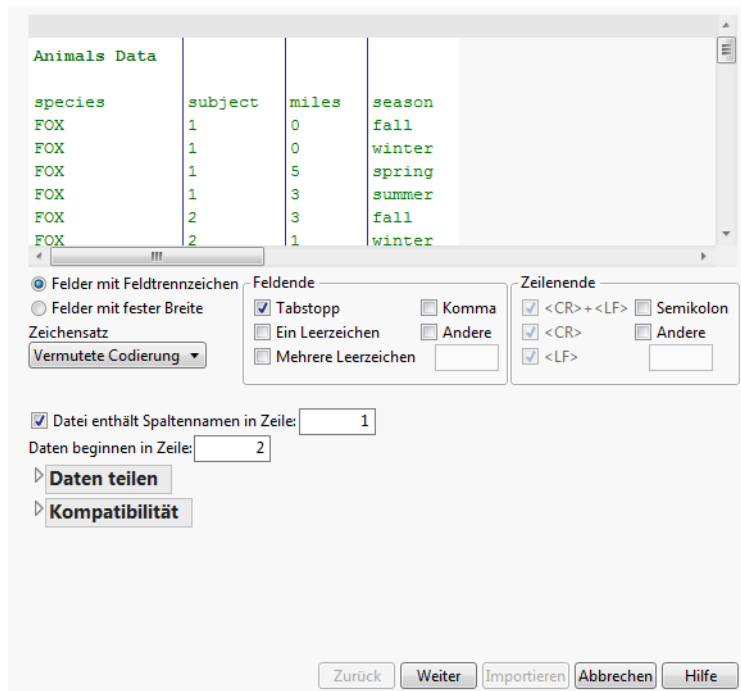 Animals Data
species subject miles season
FOX 1 0 fall
FOX 1 0 winter
FOX 1 5 spring
FOX 1 3 summer
FOX 2 3 fall
FOX 2 1 winter
Felder mit Feldtrennzeichen Feldende Zeilenende
Felder mit fester Breite Tabstopp Komma <CR>+<LF> Semikolon
Zeichensatz Ein Leerzeichen Andere <CR> Andere
Vermutete Codierung Mehrere Leerzeichen <LF>
Datei enthält Spaltennamen in Zeile: 1
Daten beginnen in Zeile: 2
Daten teilen
Kompatibilität
Zurück Weiter Importieren Abbrechen Hilfe